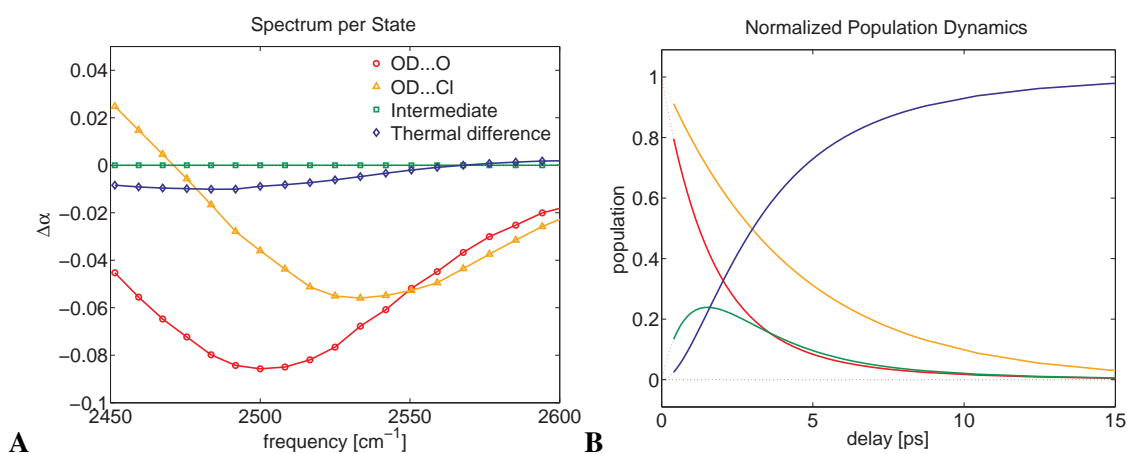 Spectrum per State
0.04
0.02
0
−0.02
−0.04
−0.06
−0.08
−0.1
Δα
OD...O
OD...Cl
Intermediate
Thermal difference
2450
2500
2550
2600
frequency [cm⁻¹]
A
Normalized Population Dynamics
1
0.8
0.6
0.4
0.2
0
population
0
5
10
15
delay [ps]
B